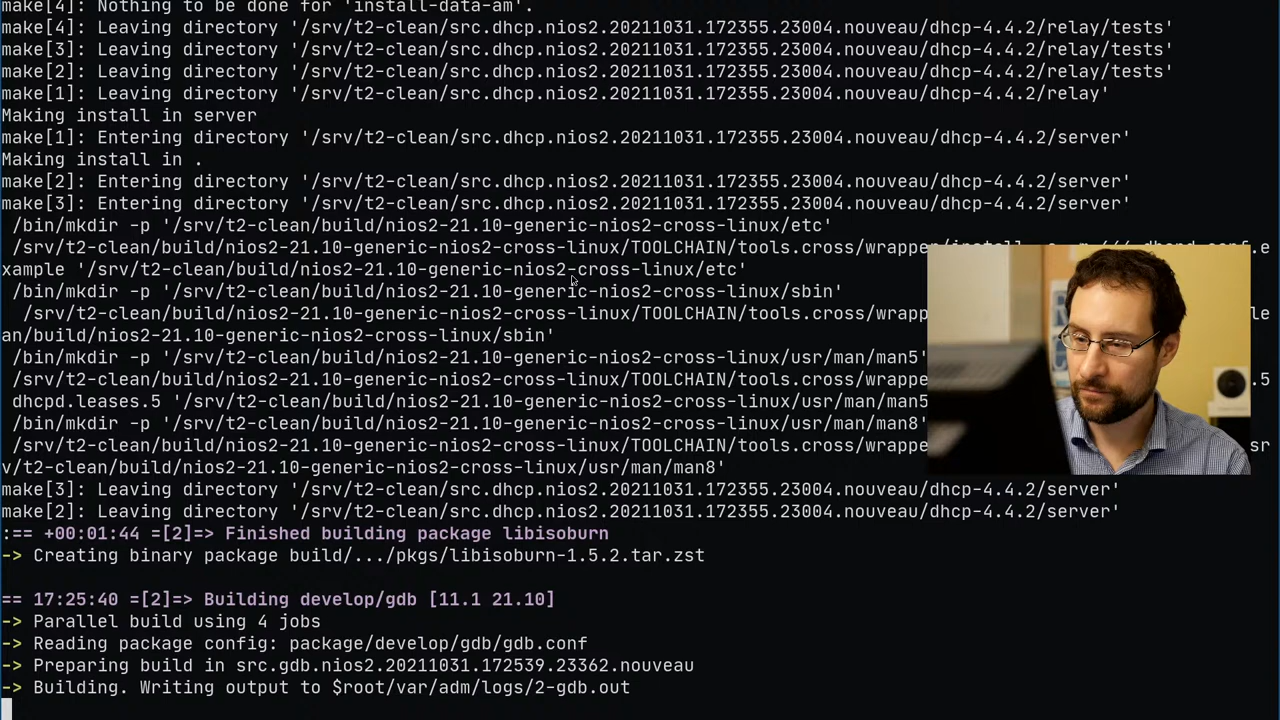 make[4]: Nothing to be done for 'install-data-am'.
make[4]: Leaving directory '/srv/t2-clean/src.dhcp.nios2.20211031.172355.23004.nouveau/dhcp-4.4.2/relay/tests'
make[3]: Leaving directory '/srv/t2-clean/src.dhcp.nios2.20211031.172355.23004.nouveau/dhcp-4.4.2/relay/tests'
make[2]: Leaving directory '/srv/t2-clean/src.dhcp.nios2.20211031.172355.23004.nouveau/dhcp-4.4.2/relay/tests'
make[1]: Leaving directory '/srv/t2-clean/src.dhcp.nios2.20211031.172355.23004.nouveau/dhcp-4.4.2/relay'
Making install in server
make[1]: Entering directory '/srv/t2-clean/src.dhcp.nios2.20211031.172355.23004.nouveau/dhcp-4.4.2/server'
Making install in .
make[2]: Entering directory '/srv/t2-clean/src.dhcp.nios2.20211031.172355.23004.nouveau/dhcp-4.4.2/server'
make[3]: Entering directory '/srv/t2-clean/src.dhcp.nios2.20211031.172355.23004.nouveau/dhcp-4.4.2/server'
/bin/mkdir -p '/srv/t2-clean/build/nios2-21.10-generic-nios2-cross-linux/etc'
/srv/t2-clean/build/nios2-21.10-generic-nios2-cross-linux/TOOLCHAIN/tools.cross/wrapper/install -c -m 644 dhcpd.conf.e
xample '/srv/t2-clean/build/nios2-21.10-generic-nios2-cross-linux/etc'
/bin/mkdir -p '/srv/t2-clean/build/nios2-21.10-generic-nios2-cross-linux/sbin'
/srv/t2-clean/build/nios2-21.10-generic-nios2-cross-linux/TOOLCHAIN/tools.cross/wrapp le
an/build/nios2-21.10-generic-nios2-cross-linux/sbin'
/bin/mkdir -p '/srv/t2-clean/build/nios2-21.10-generic-nios2-cross-linux/usr/man/man5'
/srv/t2-clean/build/nios2-21.10-generic-nios2-cross-linux/TOOLCHAIN/tools.cross/wrappe .5
dhcpd.leases.5 '/srv/t2-clean/build/nios2-21.10-generic-nios2-cross-linux/usr/man/man5
/bin/mkdir -p '/srv/t2-clean/build/nios2-21.10-generic-nios2-cross-linux/usr/man/man8'
/srv/t2-clean/build/nios2-21.10-generic-nios2-cross-linux/TOOLCHAIN/tools.cross/wrappe sr
v/t2-clean/build/nios2-21.10-generic-nios2-cross-linux/usr/man/man8'
make[3]: Leaving directory '/srv/t2-clean/src.dhcp.nios2.20211031.172355.23004.nouveau/dhcp-4.4.2/server'
make[2]: Leaving directory '/srv/t2-clean/src.dhcp.nios2.20211031.172355.23004.nouveau/dhcp-4.4.2/server'
:== +00:01:44 =[2]=> Finished building package libisoburn
-> Creating binary package build/.../pkgs/libisoburn-1.5.2.tar.zst
== 17:25:40 =[2]=> Building develop/gdb [11.1 21.10]
-> Parallel build using 4 jobs
-> Reading package config: package/develop/gdb/gdb.conf
-> Preparing build in src.gdb.nios2.20211031.172539.23362.nouveau
-> Building. Writing output to $root/var/adm/logs/2-gdb.out